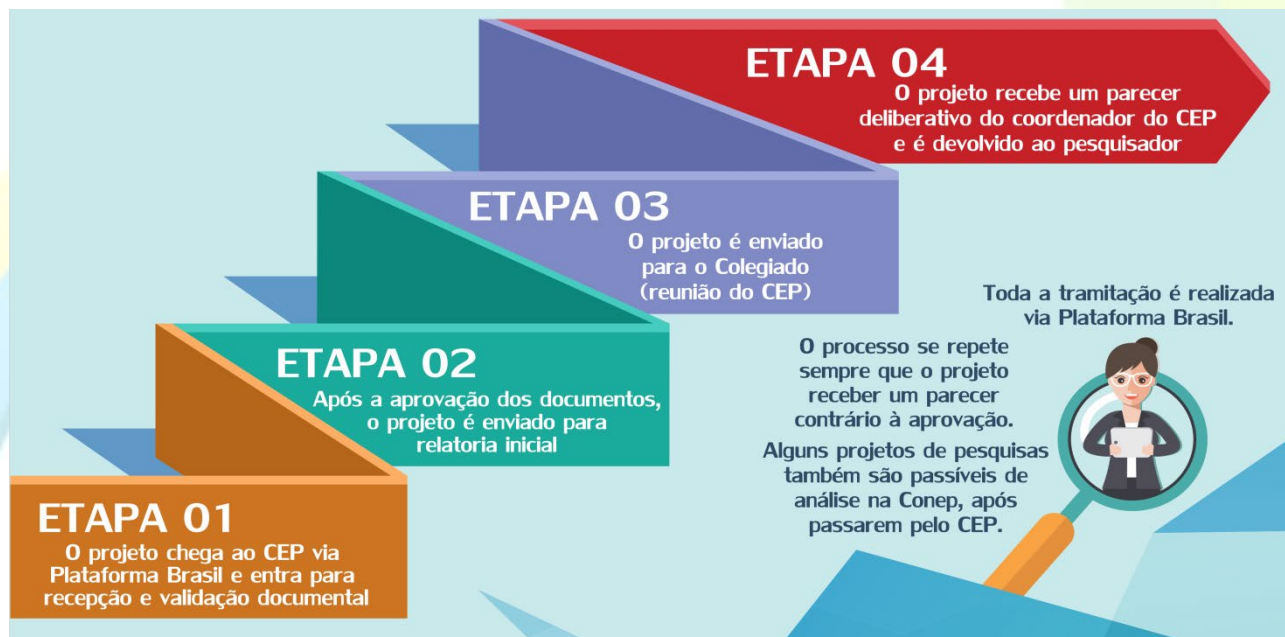 ETAPA 04
O projeto recebe um parecer
deliberativo do coordenador do CEP
e é devolvido ao pesquisador
ETAPA 03
O projeto é enviado
para o Colegiado
(reunião do CEP)
ETAPA 02
Após a aprovação dos documentos,
o projeto é enviado para
relatoria inicial
ETAPA 01
O projeto chega ao CEP via
Plataforma Brasil e entra para
recepção e validação documental
Toda a tramitação é realizada
via Plataforma Brasil.
O processo se repete
sempre que o projeto
receber um parecer
contrário à aprovação.
Alguns projetos de pesquisas
também são passíveis de
análise na Conep, após
passarem pelo CEP.